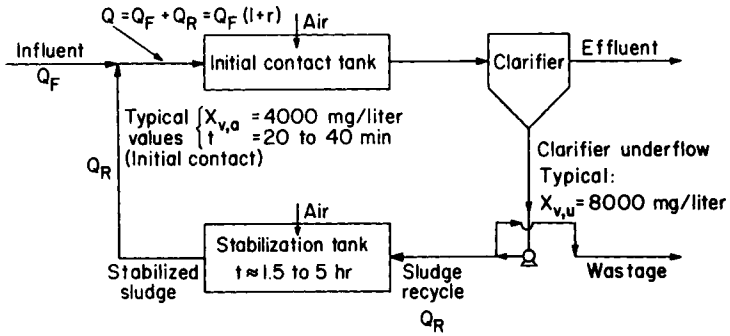 Q = Q_F + Q_R = Q_F (1+r)
Air
Influent
Q_F
Initial contact tank
Clarifier
Effluent
Typical values { X_v,a = 4000 mg/liter
t = 20 to 40 min
(Initial contact)
Q_R
Clarifier underflow
Typical:
X_v,u = 8000 mg/liter
Air
Stabilization tank
t ≈ 1.5 to 5 hr
Stabilized
sludge
Sludge
recycle
Q_R
Wastage